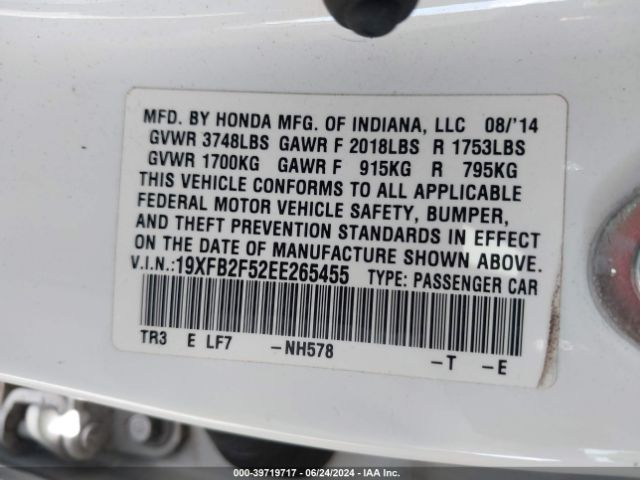 MFD. BY HONDA MFG. OF INDIANA, LLC 08/'14
GVWR 3748LBS GAWR F 2018LBS R 1753LBS
GVWR 1700KG GAWR F 915KG R 795KG
THIS VEHICLE CONFORMS TO ALL APPLICABLE
FEDERAL MOTOR VEHICLE SAFETY, BUMPER,
AND THEFT PREVENTION STANDARDS IN EFFECT
ON THE DATE OF MANUFACTURE SHOWN ABOVE.
V.I.N.:19XFB2F52EE265455 TYPE: PASSENGER CAR
TR3 E LF7 -NH578 -T -E
000-39719717 - 06/24/2024 - IAA Inc.